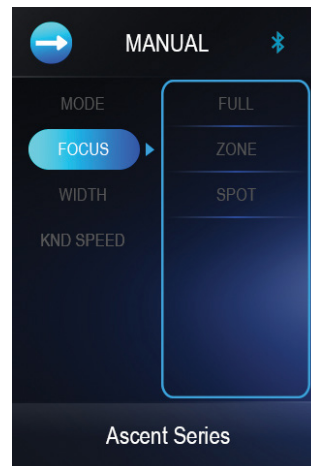 MANUAL
MODE
FULL
FOCUS
ZONE
WIDTH
SPOT
KND SPEED
Ascent Series